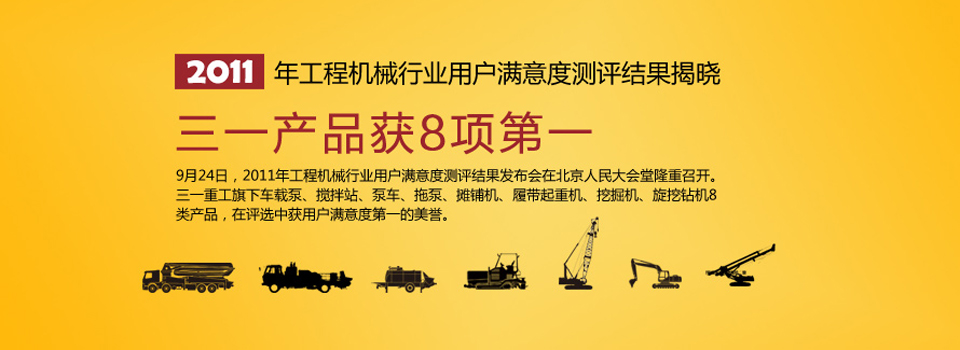 2011 年工程机械行业用户满意度测评结果揭晓
三一产品获8项第一
9月24日，2011年工程机械行业用户满意度测评结果发布会在北京人民大会堂隆重召开。
三一重工旗下车载泵、搅拌站、泵车、拖泵、摊铺机、履带起重机、挖掘机、旋挖钻机8
类产品，在评选中获用户满意度第一的美誉。